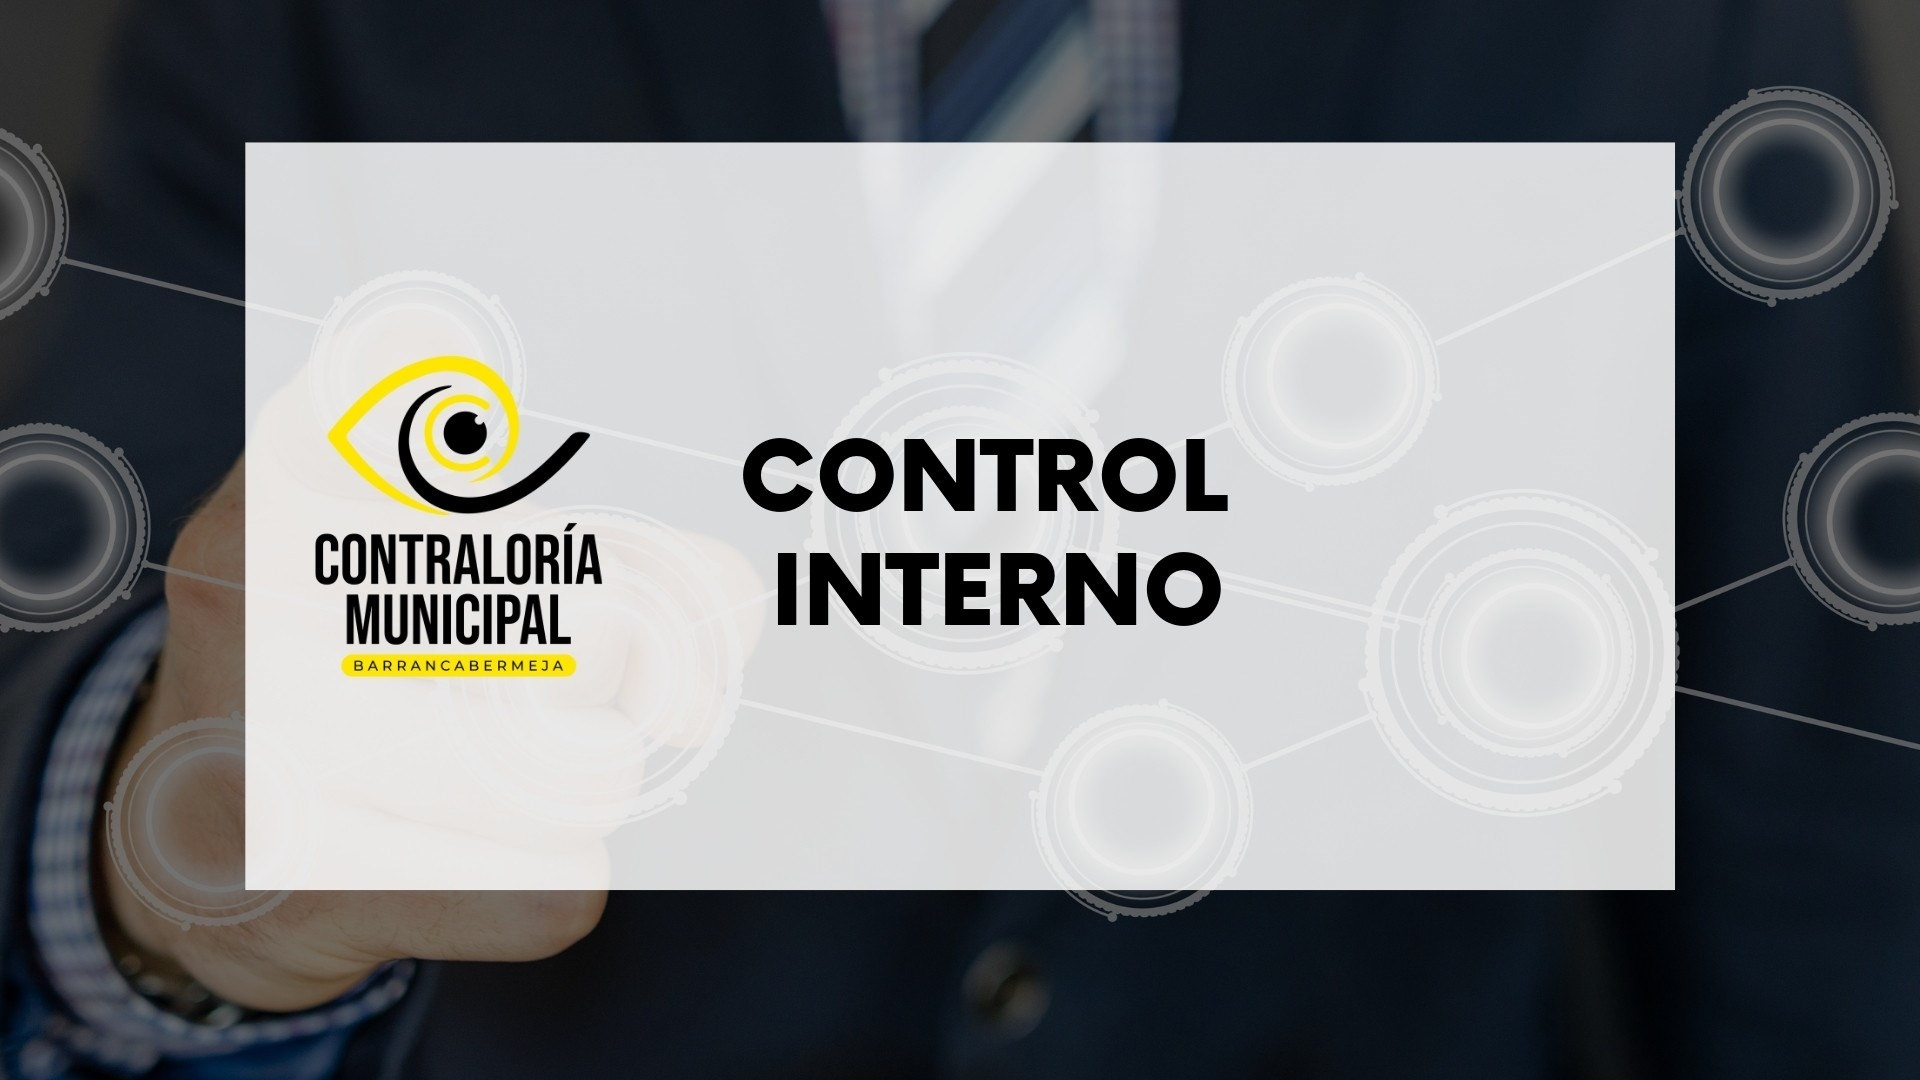 CONTRALORÍA
MUNICIPAL
BARRANCABERMEJA
CONTROL
INTERNO